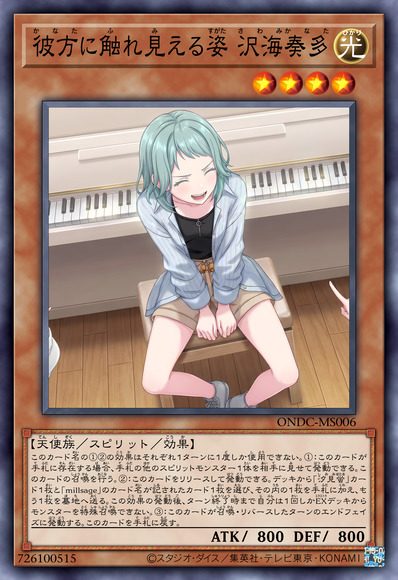 彼方に触れ見える姿 沢海奏多
光
ONDC-MS006
【天使族／スピリット／効果】
このカード名の①②の効果はそれぞれ1ターンに1度しか使用できない。①：このカードが
手札に存在する場合、手札の他のスピリットモンスター1体を相手に見せて発動できる。
このカードの召喚を行う。②：このカードをリリースして発動できる。デッキから「汐見蕾」カー
ド1枚と「millsage」のカード名が記されたカード1枚を選び、その内の1枚を手札に加え、も
う1枚を墓地へ送る。この効果の発動後、ターン終了時まで自分は1回しかEXデッキから
モンスターを特殊召喚できない。③：このカードが召喚・リバースしたターンのエンドフェイ
ズに発動する。このカードを手札に戻す。
ATK/ 800 DEF/ 800
726100515
©スタジオ・ダイス／集英社・テレビ東京・KONAMI